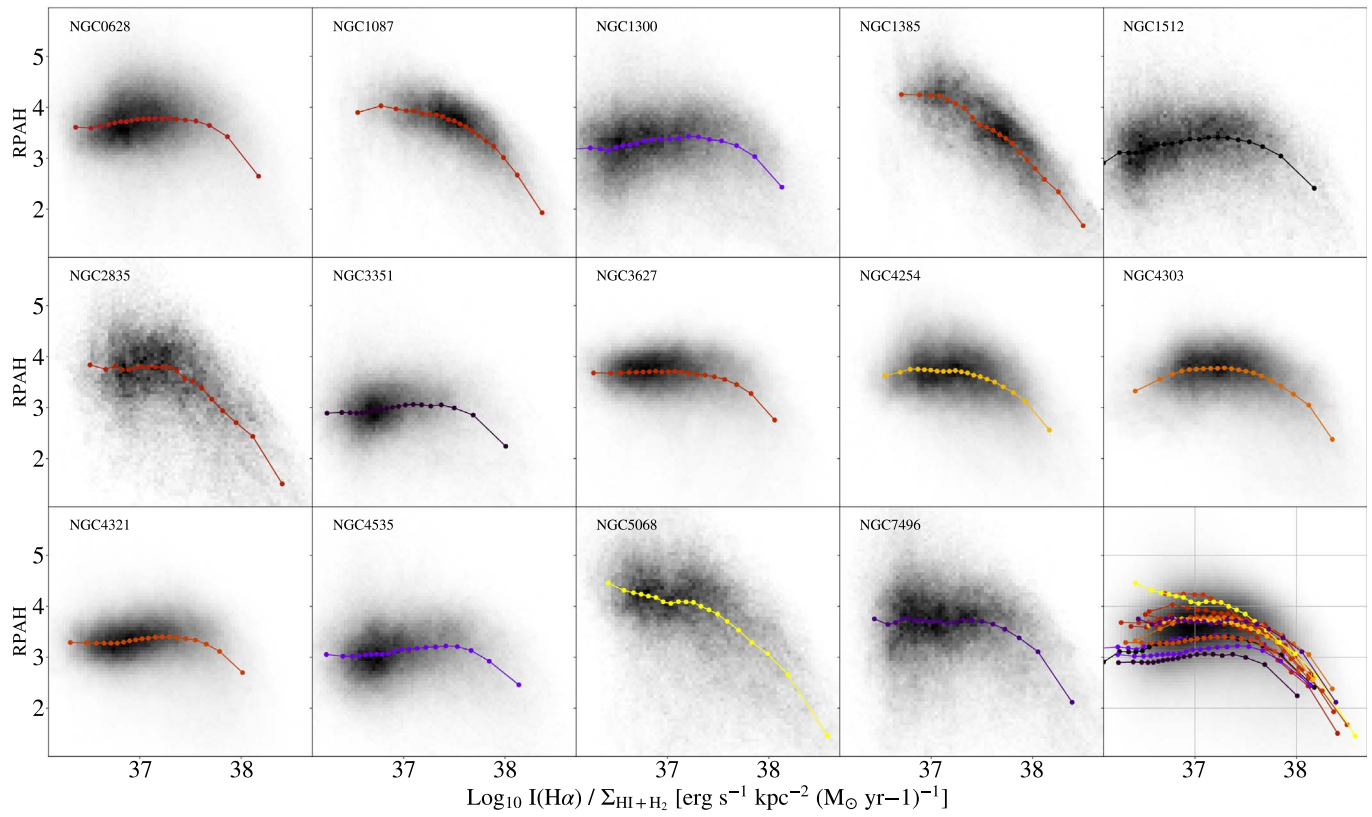 NGC0628 NGC1087 NGC1300 NGC1385 NGC1512
5
4
3
2
RPAH
NGC2835 NGC3351 NGC3627 NGC4254 NGC4303
5
4
3
2
RPAH
NGC4321 NGC4535 NGC5068 NGC7496
5
4
3
2
RPAH
37 38 37 38 37 38 37 38 37 38
Log₁₀ I(Hα) / Σ_HI+H₂ [erg s⁻¹ kpc⁻² (M⊙ yr−1)⁻¹]